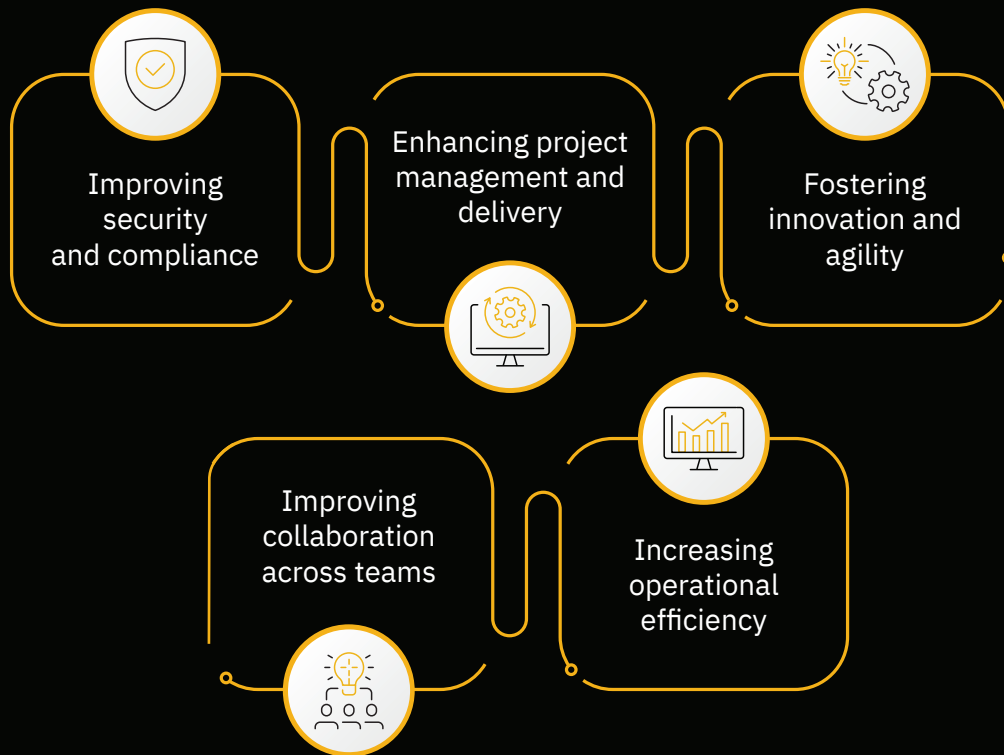 Improving
security
and compliance
Enhancing project
management and
delivery
Fostering
innovation and
agility
Improving
collaboration
across teams
Increasing
operational
efficiency